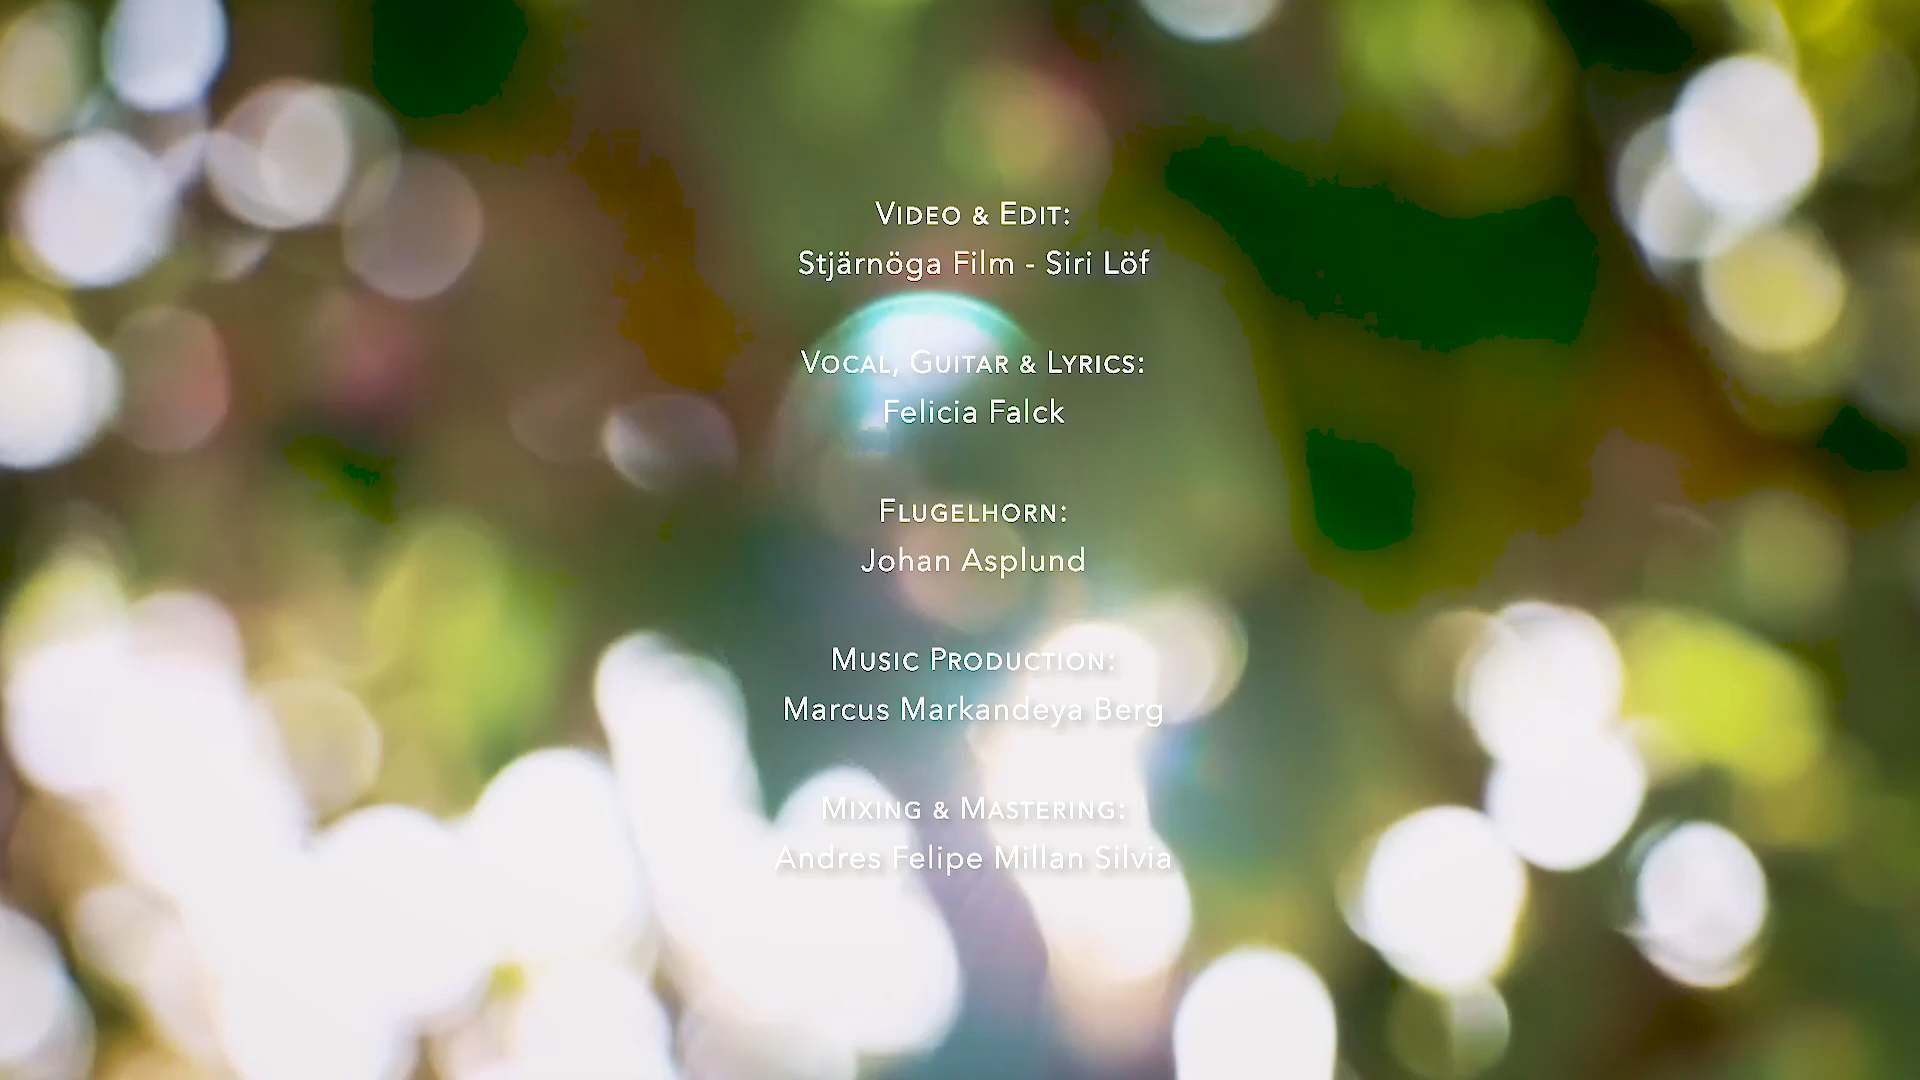 Video & Edit:
Stjärnöga Film - Siri Löf
Vocal, Guitar & Lyrics:
Felicia Falck
Flugelhorn:
Johan Asplund
Music Production:
Marcus Markandeya Berg
Mixing & Mastering:
Andres Felipe Millan Silvia